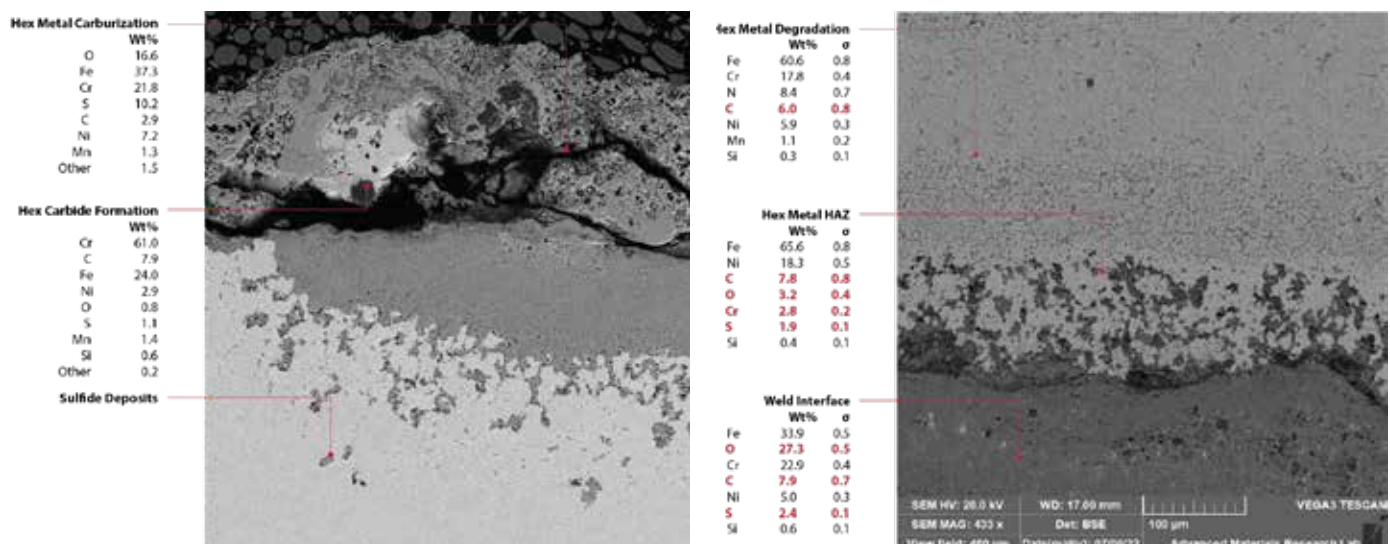 Hex Metal Carburization
Wt%
O 16.6
Fe 37.3
Cr 21.8
S 10.2
C 2.9
Ni 7.2
Mn 1.3
Other 1.5
Hex Carbide Formation
Wt%
Cr 61.0
C 7.9
Fe 24.0
Ni 2.9
O 0.8
S 1.1
Mn 1.4
Si 0.6
Other 0.2
Sulfide Deposits
Hex Metal Degradation
Wt% σ
Fe 60.6 0.8
Cr 17.8 0.4
N 8.4 0.7
C 6.0 0.8
Ni 5.9 0.3
Mn 1.1 0.2
Si 0.3 0.1
Hex Metal HAZ
Wt% σ
Fe 65.6 0.8
Ni 18.3 0.5
C 7.8 0.8
O 3.2 0.4
Cr 2.8 0.2
S 1.9 0.1
Si 0.4 0.1
Weld Interface
Wt% σ
Fe 33.9 0.5
O 27.3 0.5
Cr 22.9 0.4
C 7.9 0.7
Ni 5.0 0.3
S 2.4 0.1
Si 0.6 0.1
SEM HV: 20.0 kV WD: 17.00 mm VEGA3 TESCAN
SEM MAG: 433 x Det: BSE 100 µm
Advanced Materials Research Lab